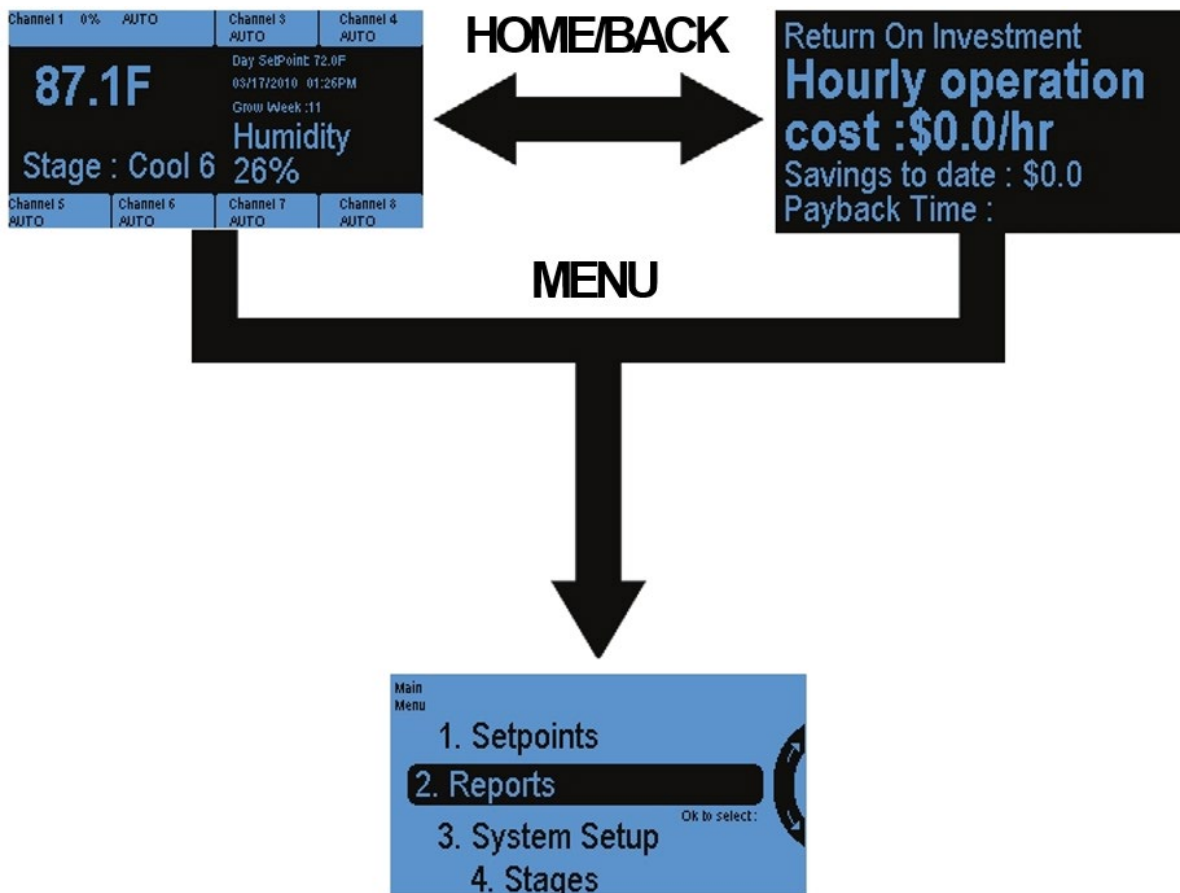 Channel 1 0% AUTO
Channel 3
AUTO
Channel 4
AUTO
87.1F
Stage : Cool 6
Day SetPoint: 72.0F
03/17/2010 01:26PM
Grow Week :11
Humidity
26%
Channel 5
AUTO
Channel 6
AUTO
Channel 7
AUTO
Channel 8
AUTO
HOME/BACK
Return On Investment
Hourly operation
cost :$0.0/hr
Savings to date : $0.0
Payback Time :
MENU
Main
Menu
1. Setpoints
2. Reports
Ok to select :
3. System Setup
4. Stages